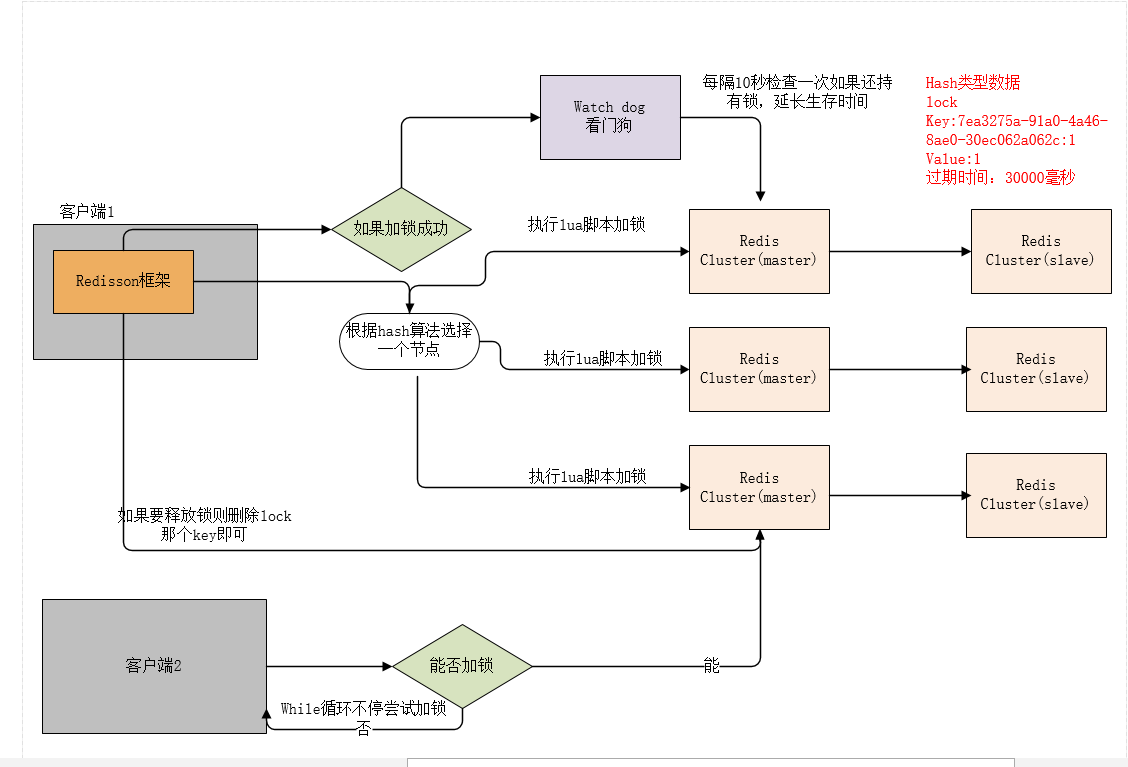 每隔10秒检查一次如果还持
有锁，延长生存时间
Hash类型数据
lock
Key:7ea3275a-91a0-4a46-
8ae0-30ec062a062c:1
Value:1
过期时间：30000毫秒
Watch dog
看门狗
客户端1
如果加锁成功
执行lua脚本加锁
Redis
Cluster(master)
Redis
Cluster(slave)
Redisson框架
根据hash算法选择
一个节点
执行lua脚本加锁
Redis
Cluster(master)
Redis
Cluster(slave)
执行lua脚本加锁
Redis
Cluster(master)
Redis
Cluster(slave)
如果要释放锁则删除lock
那个key即可
客户端2
能否加锁
能
While循环不停尝试加锁
否